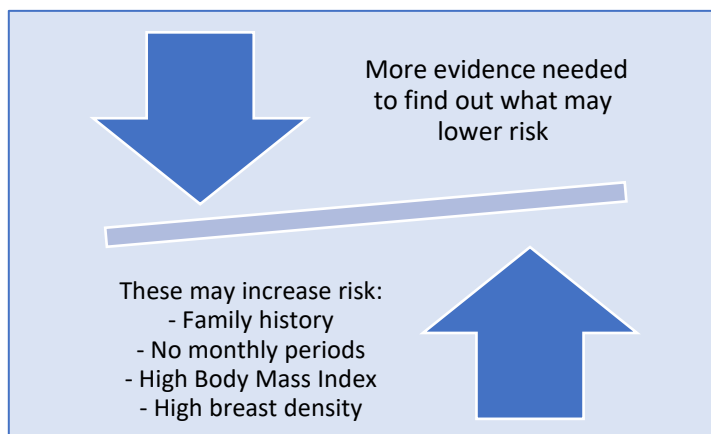 More evidence needed
to find out what may
lower risk
These may increase risk:
- Family history
- No monthly periods
- High Body Mass Index
- High breast density